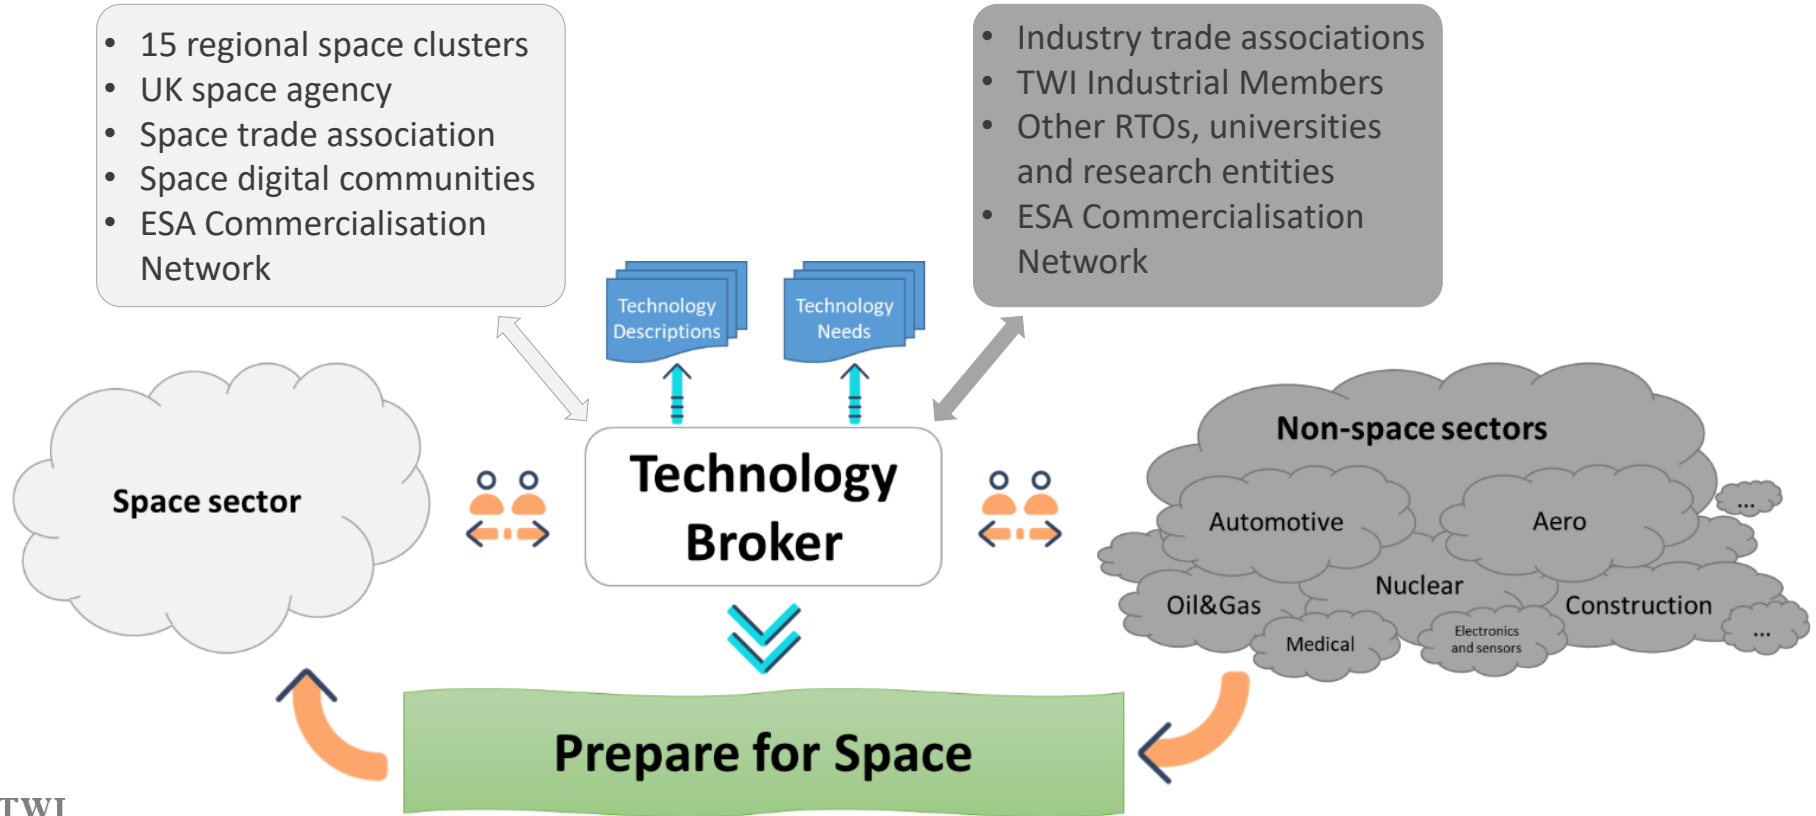 • 15 regional space clusters
• UK space agency
• Space trade association
• Space digital communities
• ESA Commercialisation
Network
• Industry trade associations
• TWI Industrial Members
• Other RTOs, universities
and research entities
• ESA Commercialisation
Network
Technology
Descriptions
Technology
Needs
Space sector
Technology
Broker
Non-space sectors
...
Automotive
Aero
Nuclear
Oil&Gas
Construction
Medical
Electronics
and sensors
...
Prepare for Space
TWI